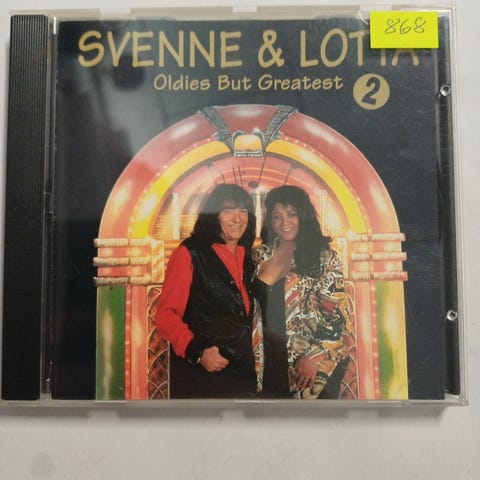 SVENNE & LOTTA
Oldies But Greatest
2
868